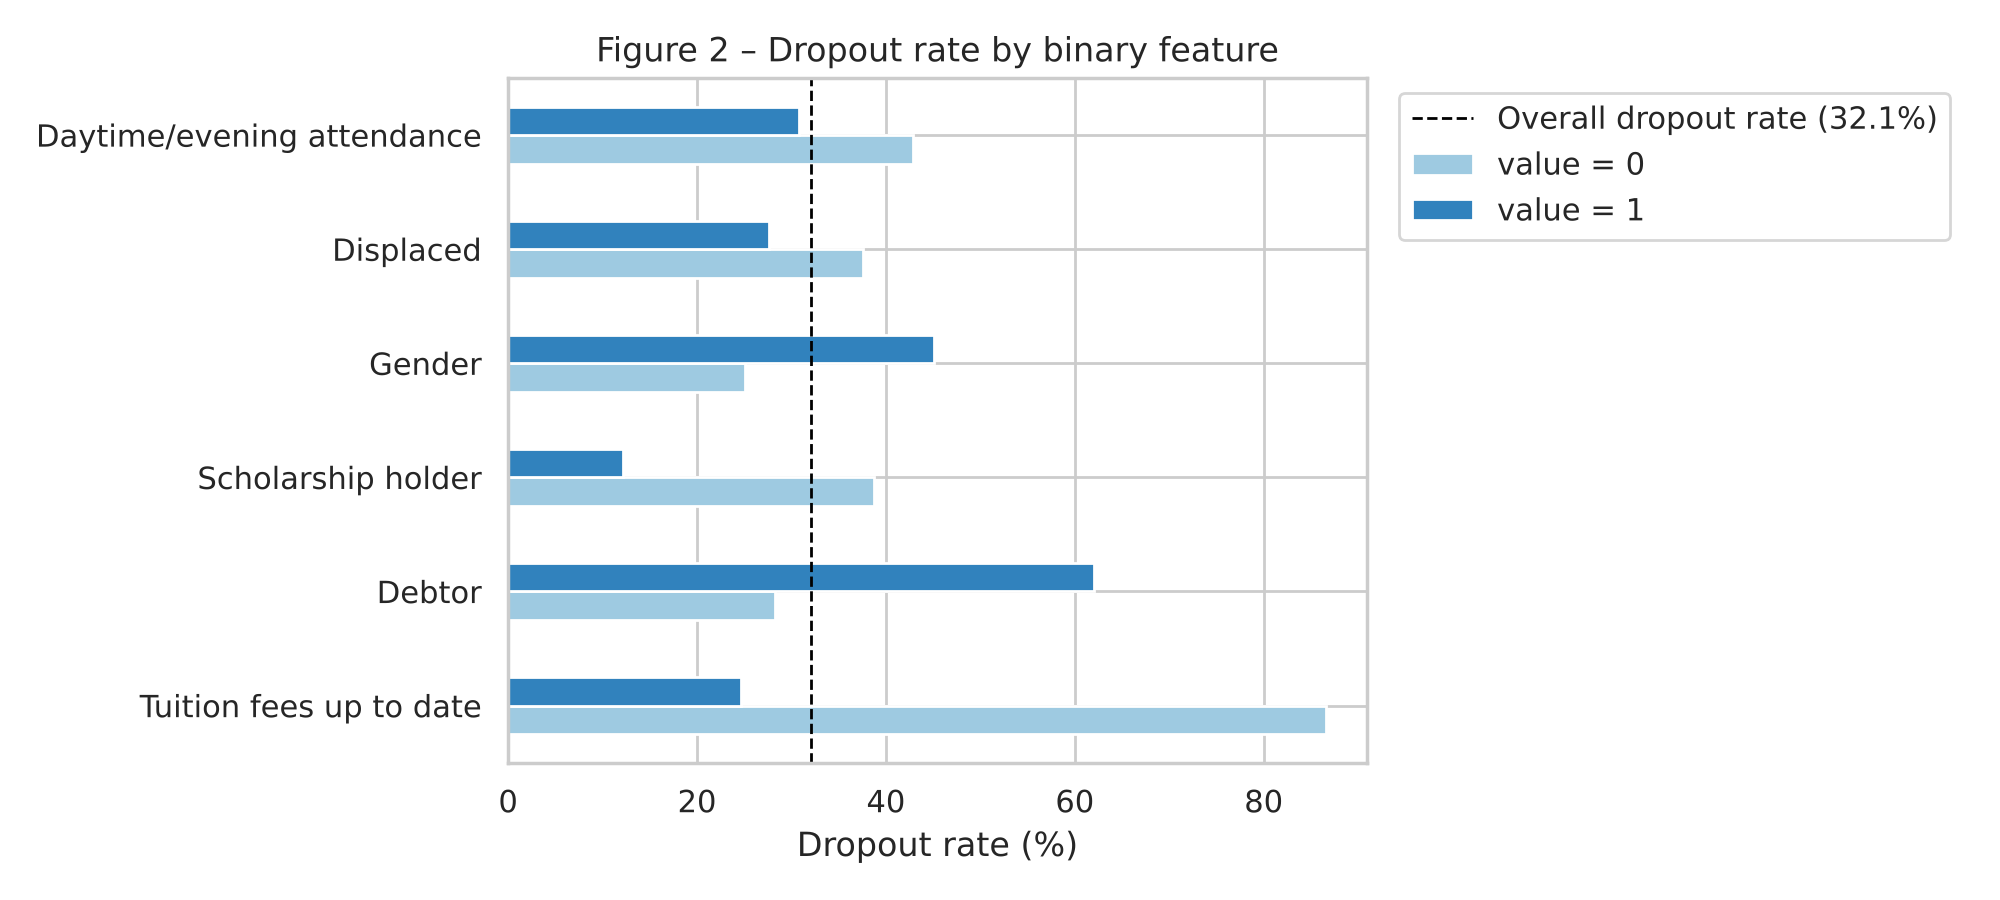 Figure 2 – Dropout rate by binary feature
Daytime/evening attendance
Displaced
Gender
Scholarship holder
Debtor
Tuition fees up to date
0 20 40 60 80
Dropout rate (%)
Overall dropout rate (32.1%)
value = 0
value = 1